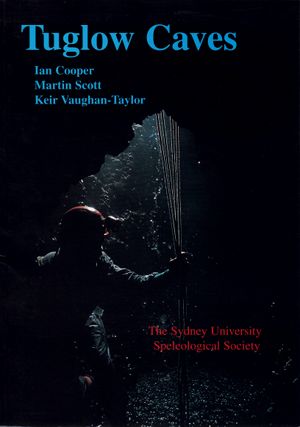 Tuglow Caves
Ian Cooper
Martin Scott
Keir Vaughan-Taylor
The Sydney University
Speleological Society